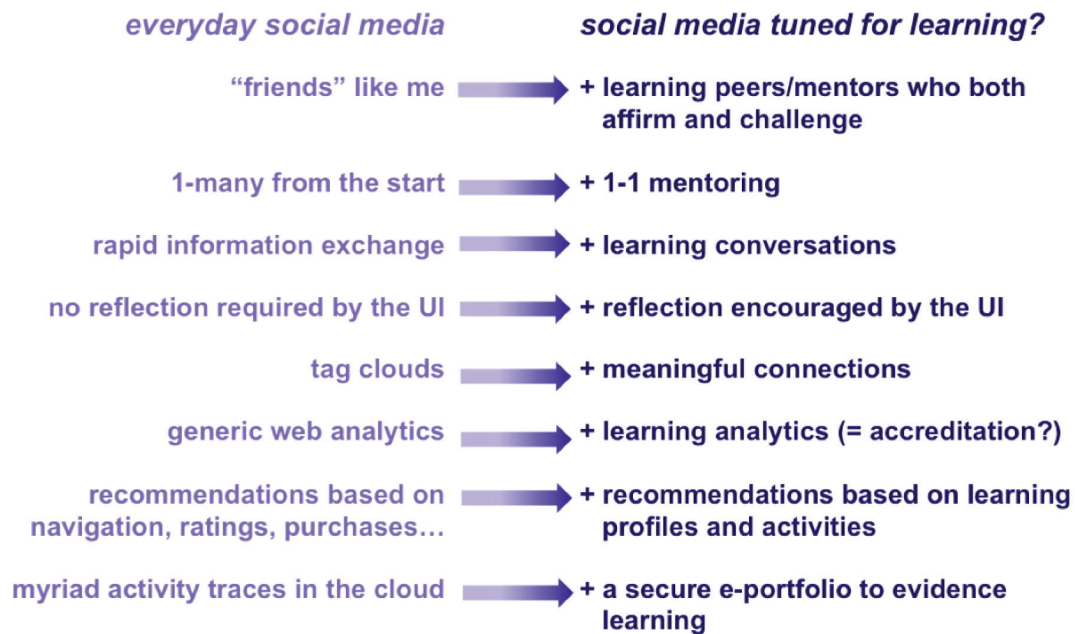 everyday social media
social media tuned for learning?
“friends” like me
+ learning peers/mentors who both
affirm and challenge
1-many from the start
+ 1-1 mentoring
rapid information exchange
+ learning conversations
no reflection required by the UI
+ reflection encouraged by the UI
tag clouds
+ meaningful connections
generic web analytics
+ learning analytics (= accreditation?)
recommendations based on
navigation, ratings, purchases…
+ recommendations based on learning
profiles and activities
myriad activity traces in the cloud
+ a secure e-portfolio to evidence
learning